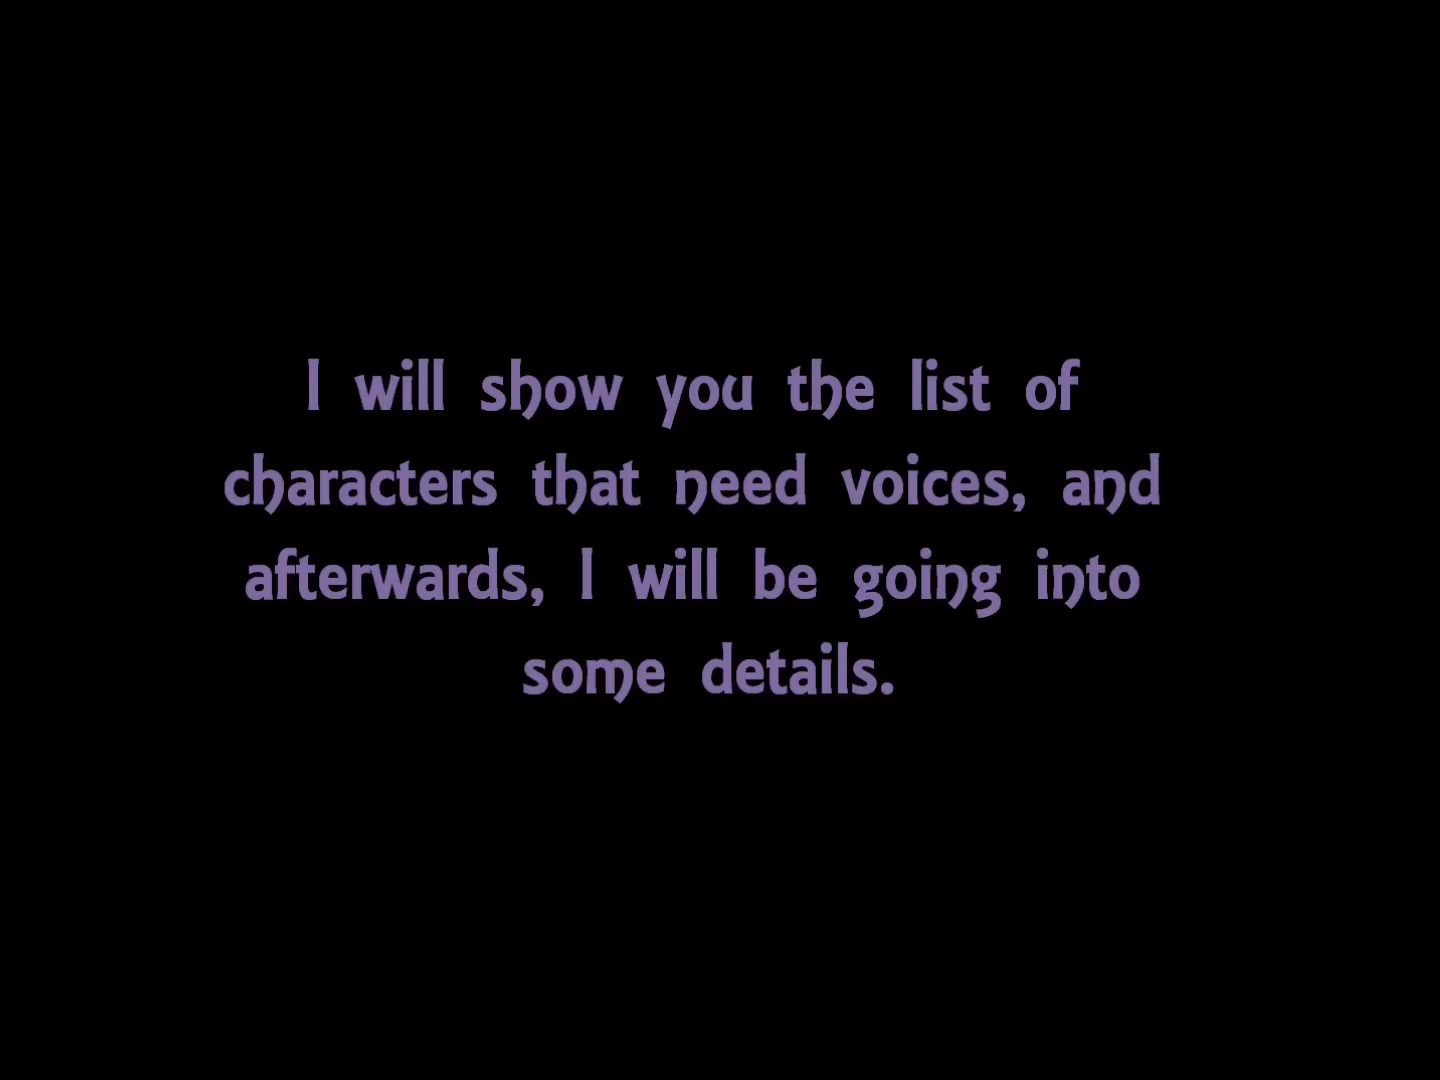 I will show you the list of
characters that need voices, and
afterwards, I will be going into
some details.